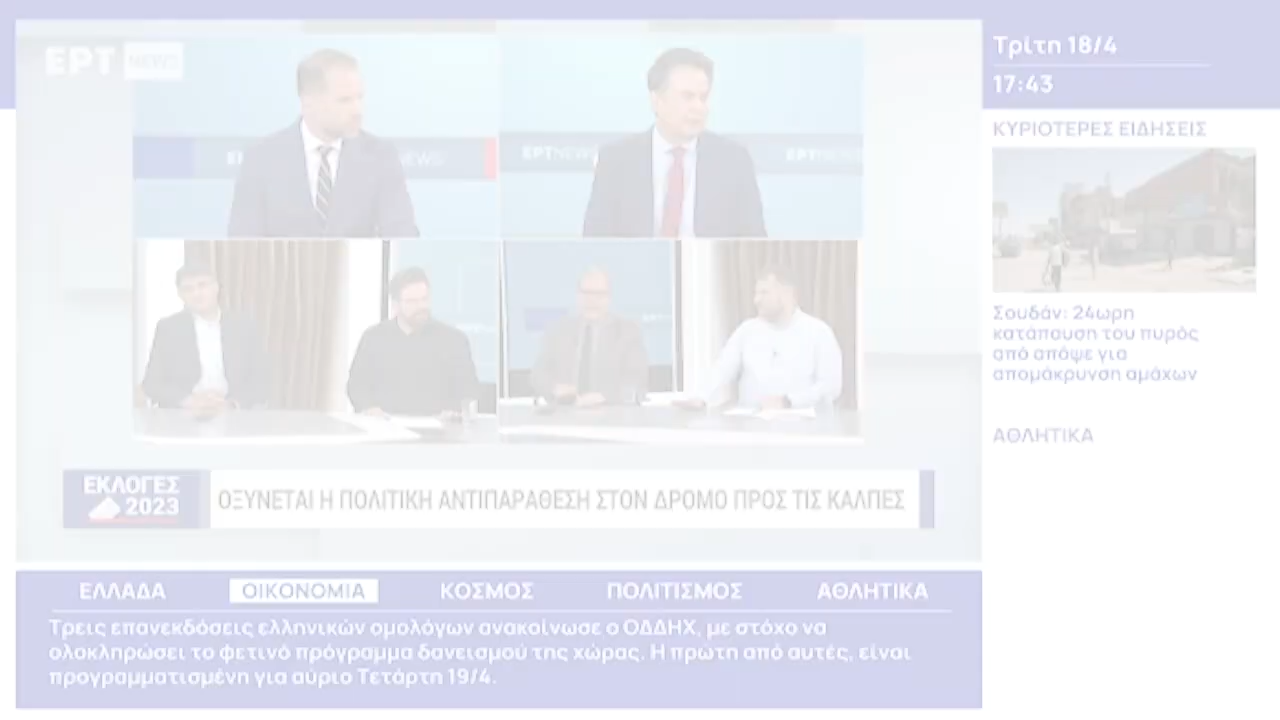 ΕΡΤ NEWS
Τρίτη 18/4
17:43
ΚΥΡΙΟΤΕΡΕΣ ΕΙΔΗΣΕΙΣ
ΕΡΤNEWS
Σουδάν: 24ωρη
κατάπαυση του πυρός
από απόψε για
απομάκρυνση αμάχων
ΑΘΛΗΤΙΚΑ
ΕΚΛΟΓΕΣ
2023
ΟΞΥΝΕΤΑΙ Η ΠΟΛΙΤΙΚΗ ΑΝΤΙΠΑΡΑΘΕΣΗ ΣΤΟΝ ΔΡΟΜΟ ΠΡΟΣ ΤΙΣ ΚΑΛΠΕΣ
ΕΛΛΑΔΑ ΟΙΚΟΝΟΜΙΑ ΚΟΣΜΟΣ ΠΟΛΙΤΙΣΜΟΣ ΑΘΛΗΤΙΚΑ
Τρεις επανεκδόσεις ελληνικών ομολόγων ανακοίνωσε ο ΟΔΔΗΧ, με στόχο να
ολοκληρώσει το φετινό πρόγραμμα δανεισμού της χώρας. Η πρωτη από αυτές, είναι
προγραμματισμένη για αύριο Τετάρτη 19/4.